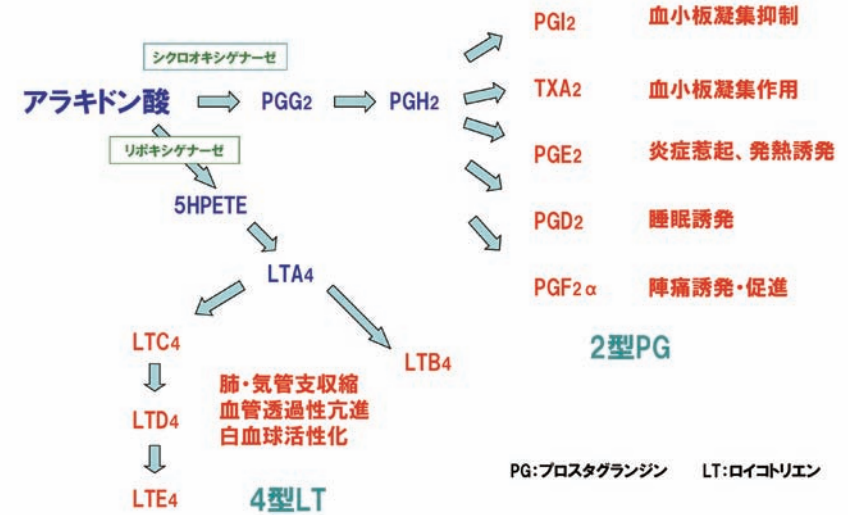 シクロオキシゲナーゼ
アラキドン酸
PGG2
PGH2
PGI2 血小板凝集抑制
TXA2 血小板凝集作用
PGE2 炎症惹起、発熱誘発
PGD2 睡眠誘発
PGF2α 陣痛誘発・促進
2型PG
リポキシゲナーゼ
5HPETE
LTA4
LTC4
LTD4
LTE4
LTB4
肺・気管支収縮
血管透過性亢進
白血球活性化
4型LT
PG:プロスタグランジン LT:ロイコトリエン